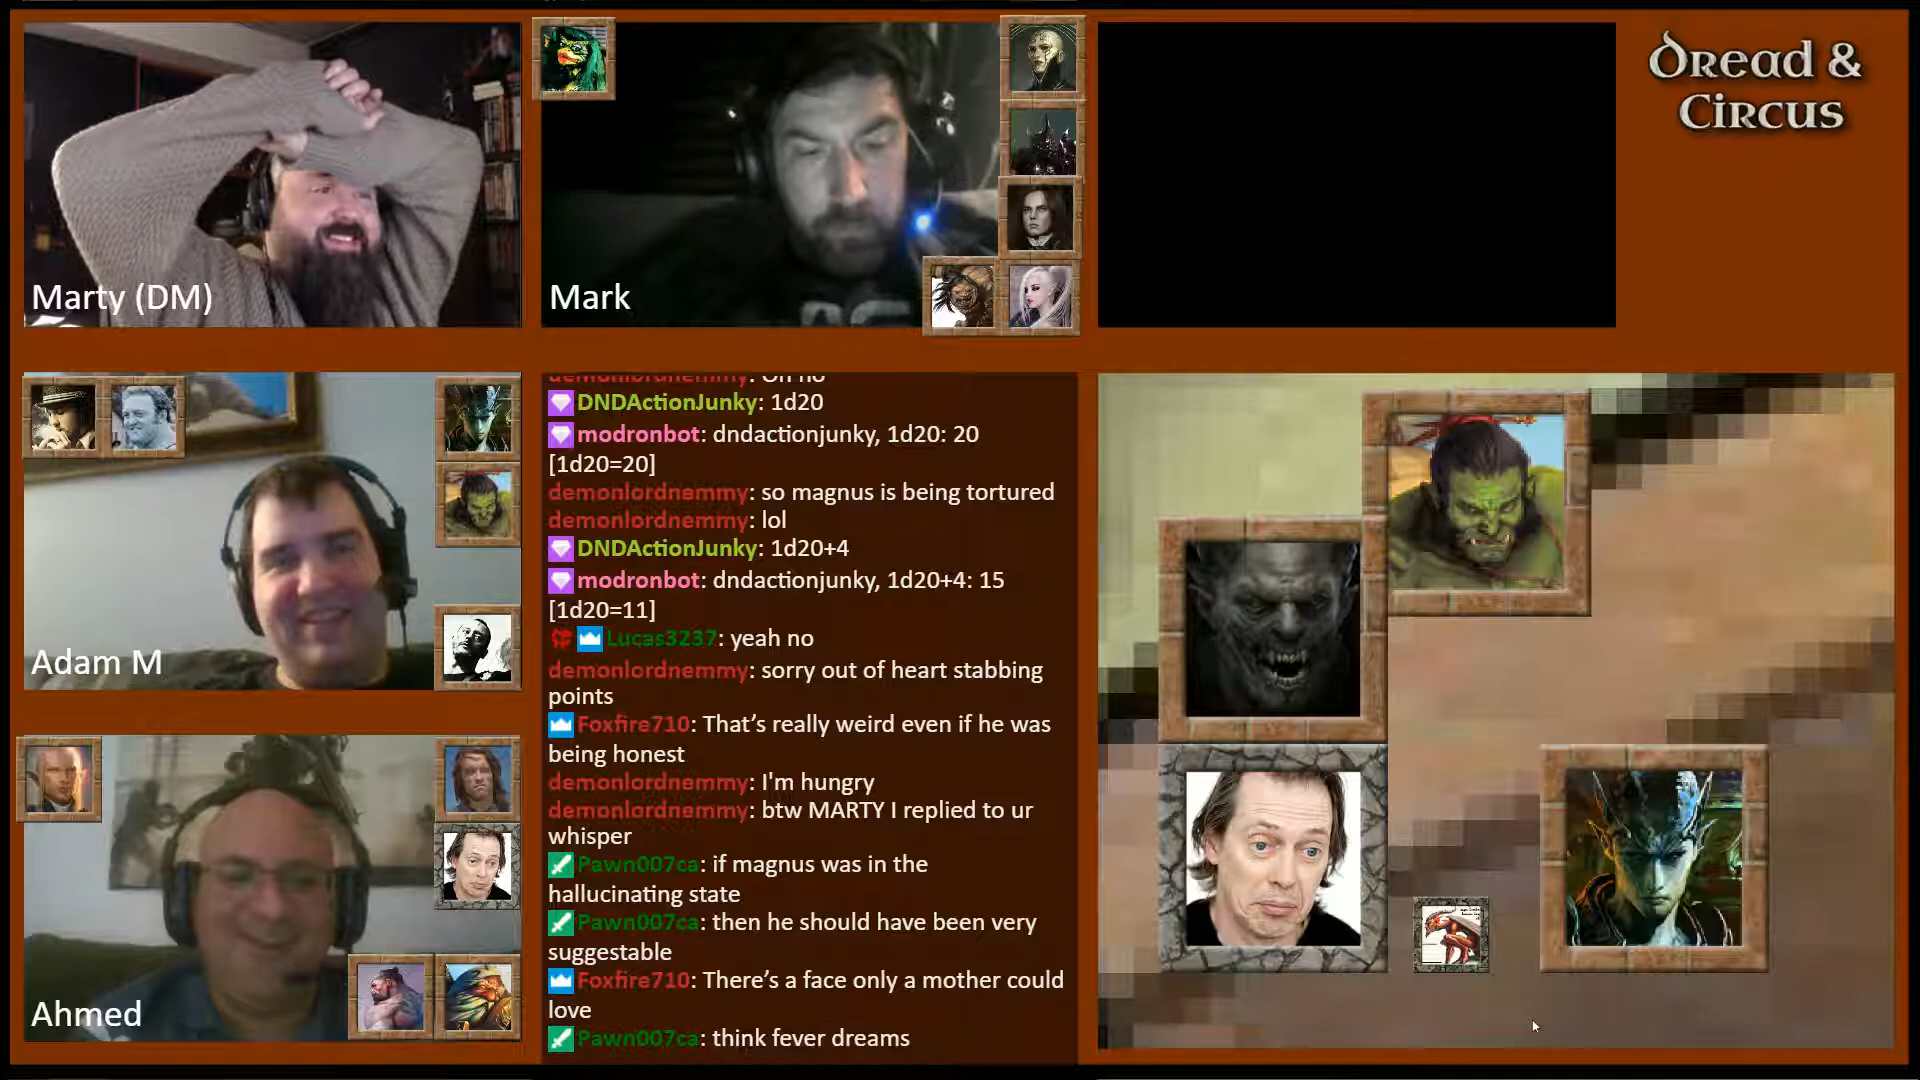 Dread &
Circus
Marty (DM)
Mark
Adam M
Ahmed
demonlordnemmy: Oh no
DNDActionJunky: 1d20
modronbot: dndactionjunky, 1d20: 20
[1d20=20]
demonlordnemmy: so magnus is being tortured
demonlordnemmy: lol
DNDActionJunky: 1d20+4
modronbot: dndactionjunky, 1d20+4: 15
[1d20=11]
Lucas3237: yeah no
demonlordnemmy: sorry out of heart stabbing
points
Foxfire710: That’s really weird even if he was
being honest
demonlordnemmy: I'm hungry
demonlordnemmy: btw MARTY I replied to ur
whisper
Pawn007ca: if magnus was in the
hallucinating state
Pawn007ca: then he should have been very
suggestable
Foxfire710: There’s a face only a mother could
love
Pawn007ca: think fever dreams